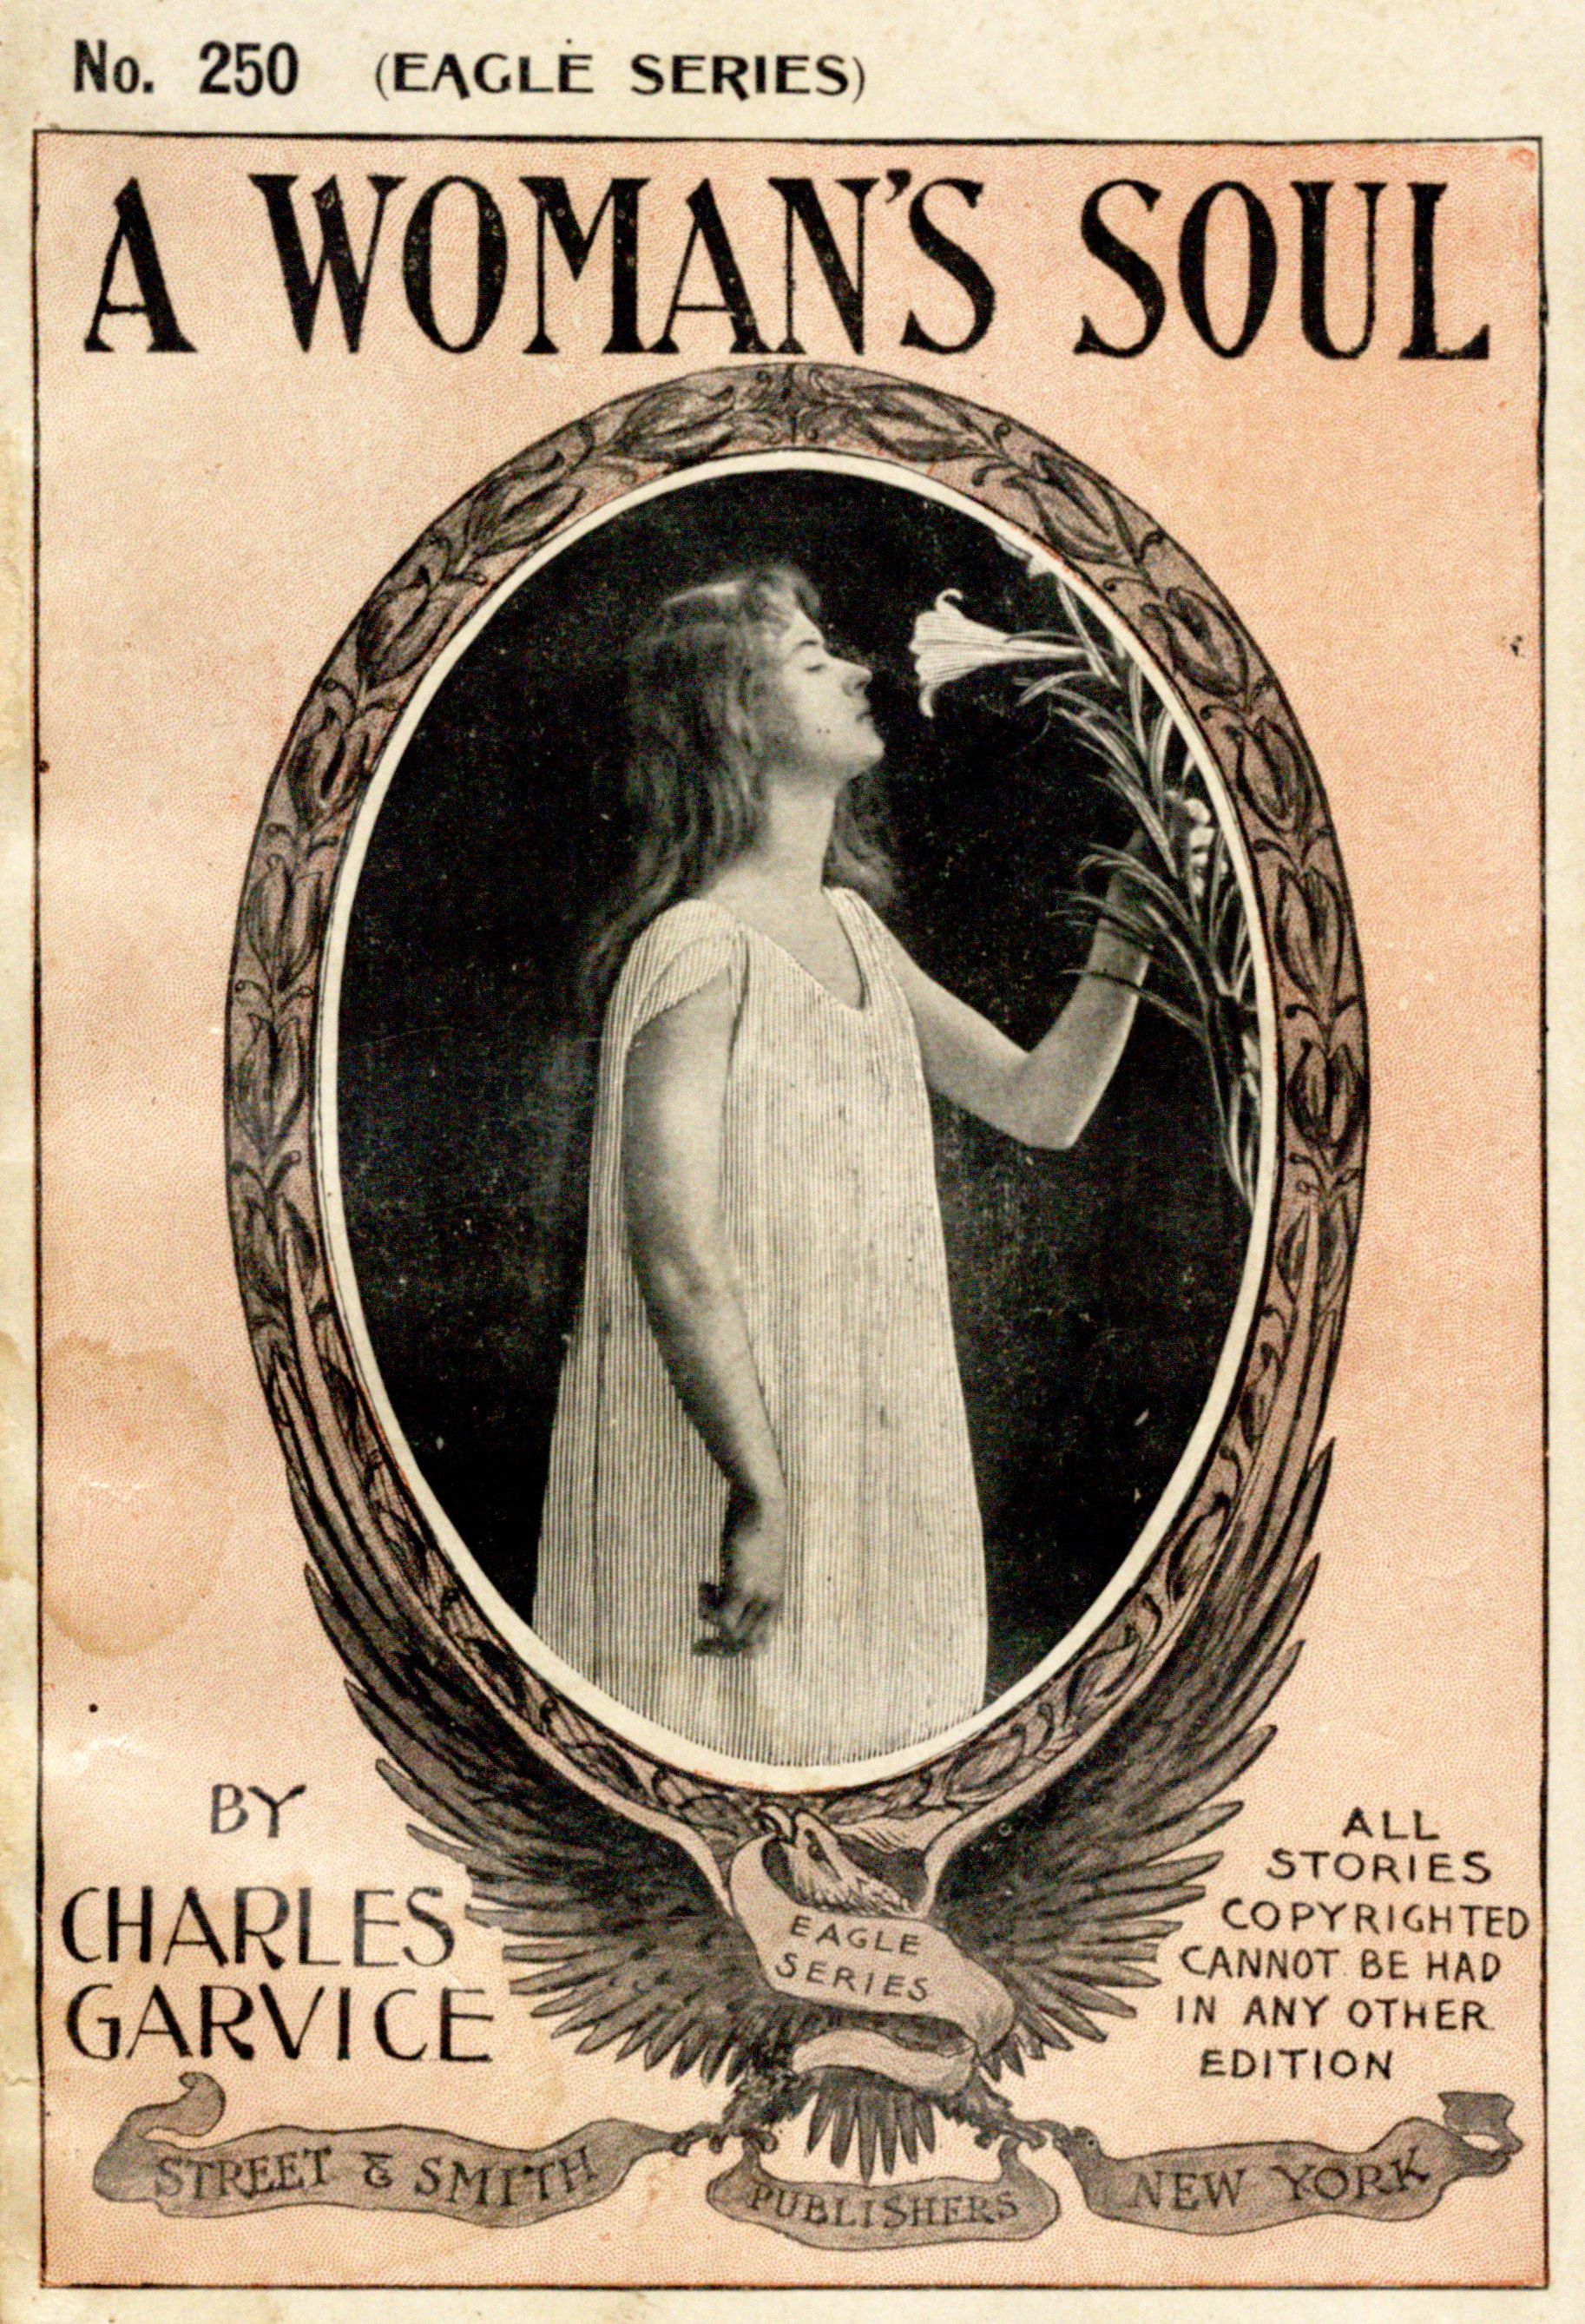 No. 250 (EAGLE SERIES)
A WOMAN'S SOUL
BY
CHARLES
GARVICE
EAGLE
SERIES
ALL
STORIES
COPYRIGHTED
CANNOT BE HAD
IN ANY OTHER
EDITION
STREET & SMITH
PUBLISHERS
NEW YORK